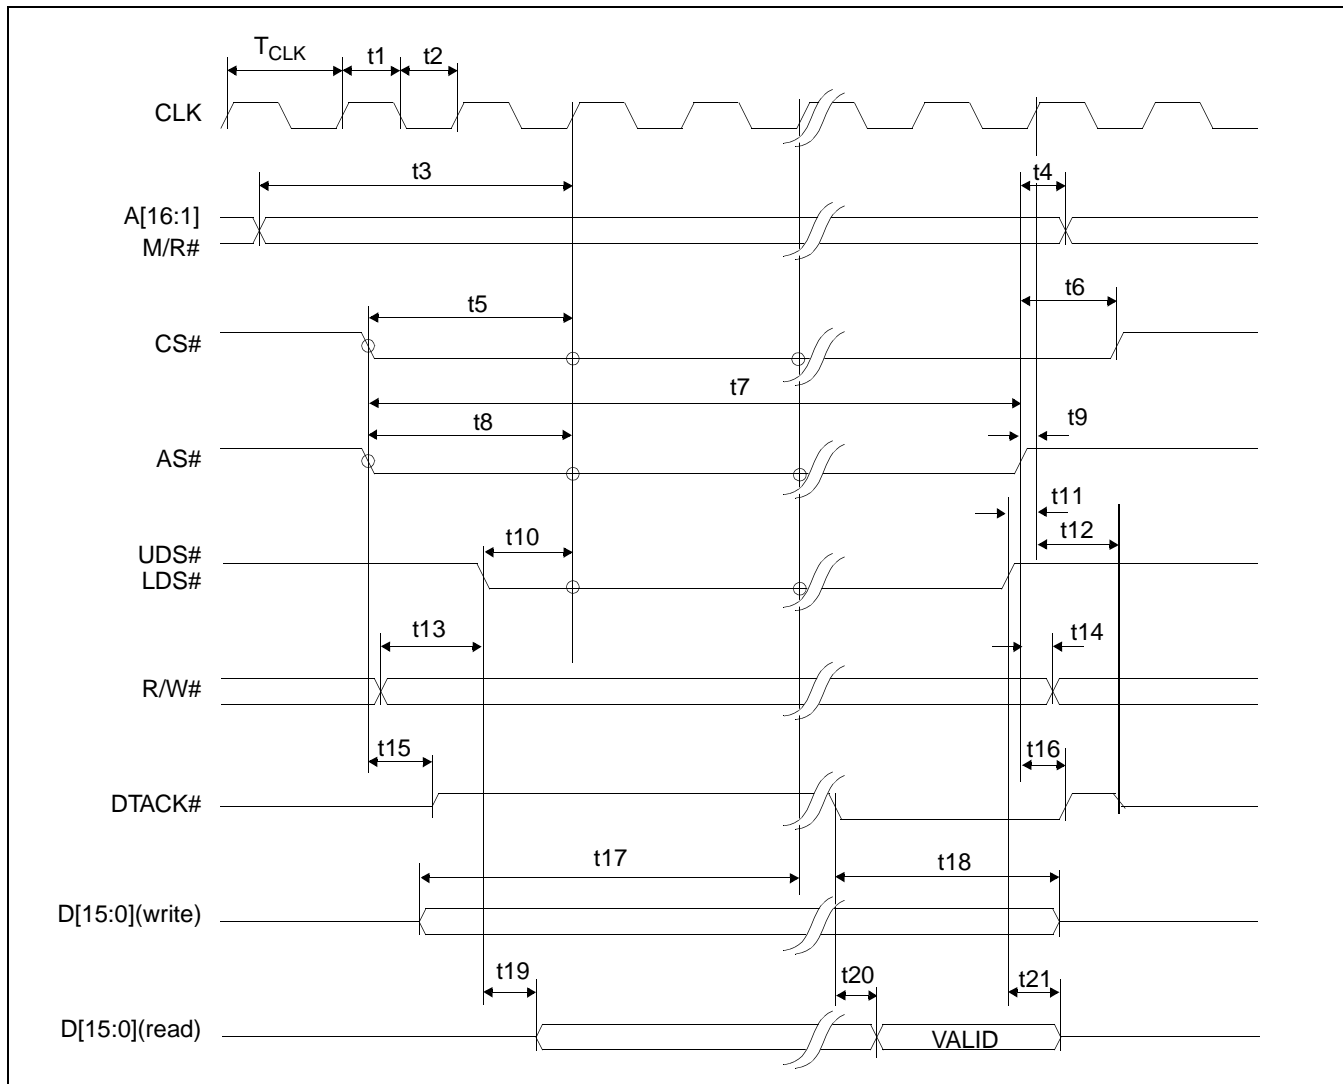 TCLK
t1
t2
CLK
t3
t4
A[16:1]
M/R#
t5
t6
CS#
t7
t8
t9
AS#
t11
t10
t12
UDS#
LDS#
t13
t14
R/W#
t15
t16
DTACK#
t17
t18
D[15:0](write)
t19
t20
t21
D[15:0](read)
VALID